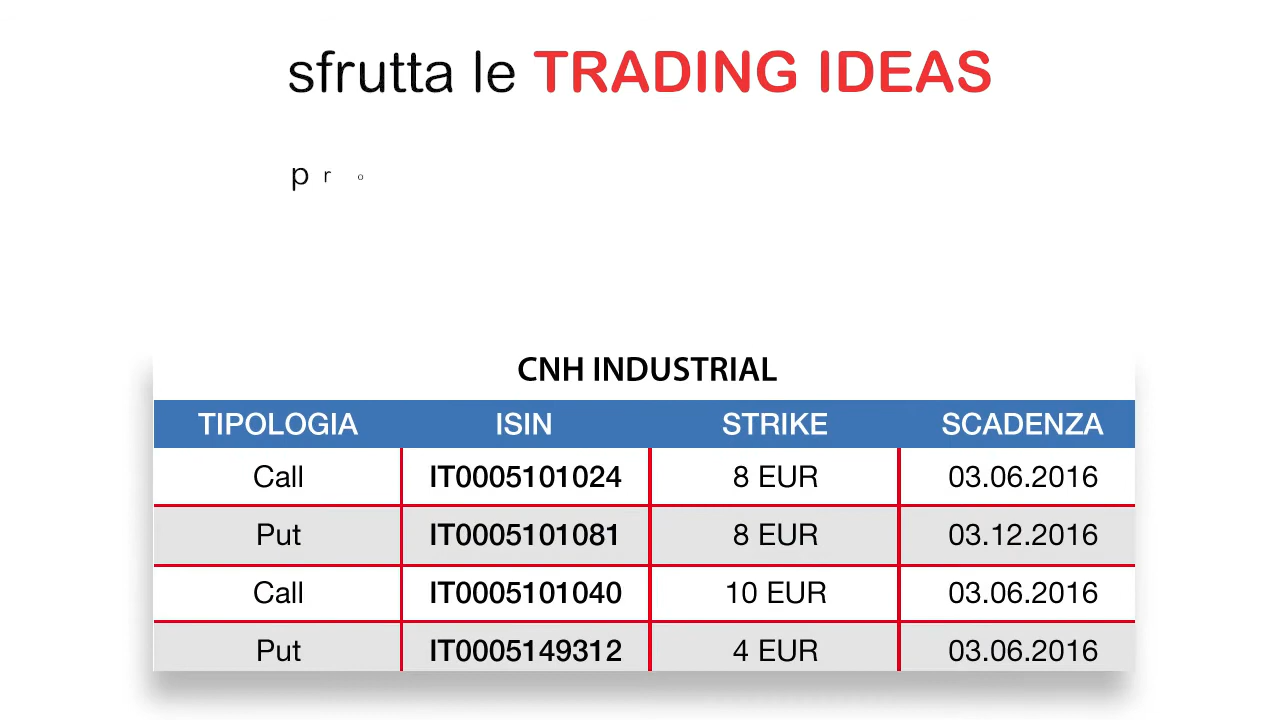 sfrutta le TRADING IDEAS
p r o
CNH INDUSTRIAL
TIPOLOGIA ISIN STRIKE SCADENZA
Call IT0005101024 8 EUR 03.06.2016
Put IT0005101081 8 EUR 03.12.2016
Call IT0005101040 10 EUR 03.06.2016
Put IT0005149312 4 EUR 03.06.2016